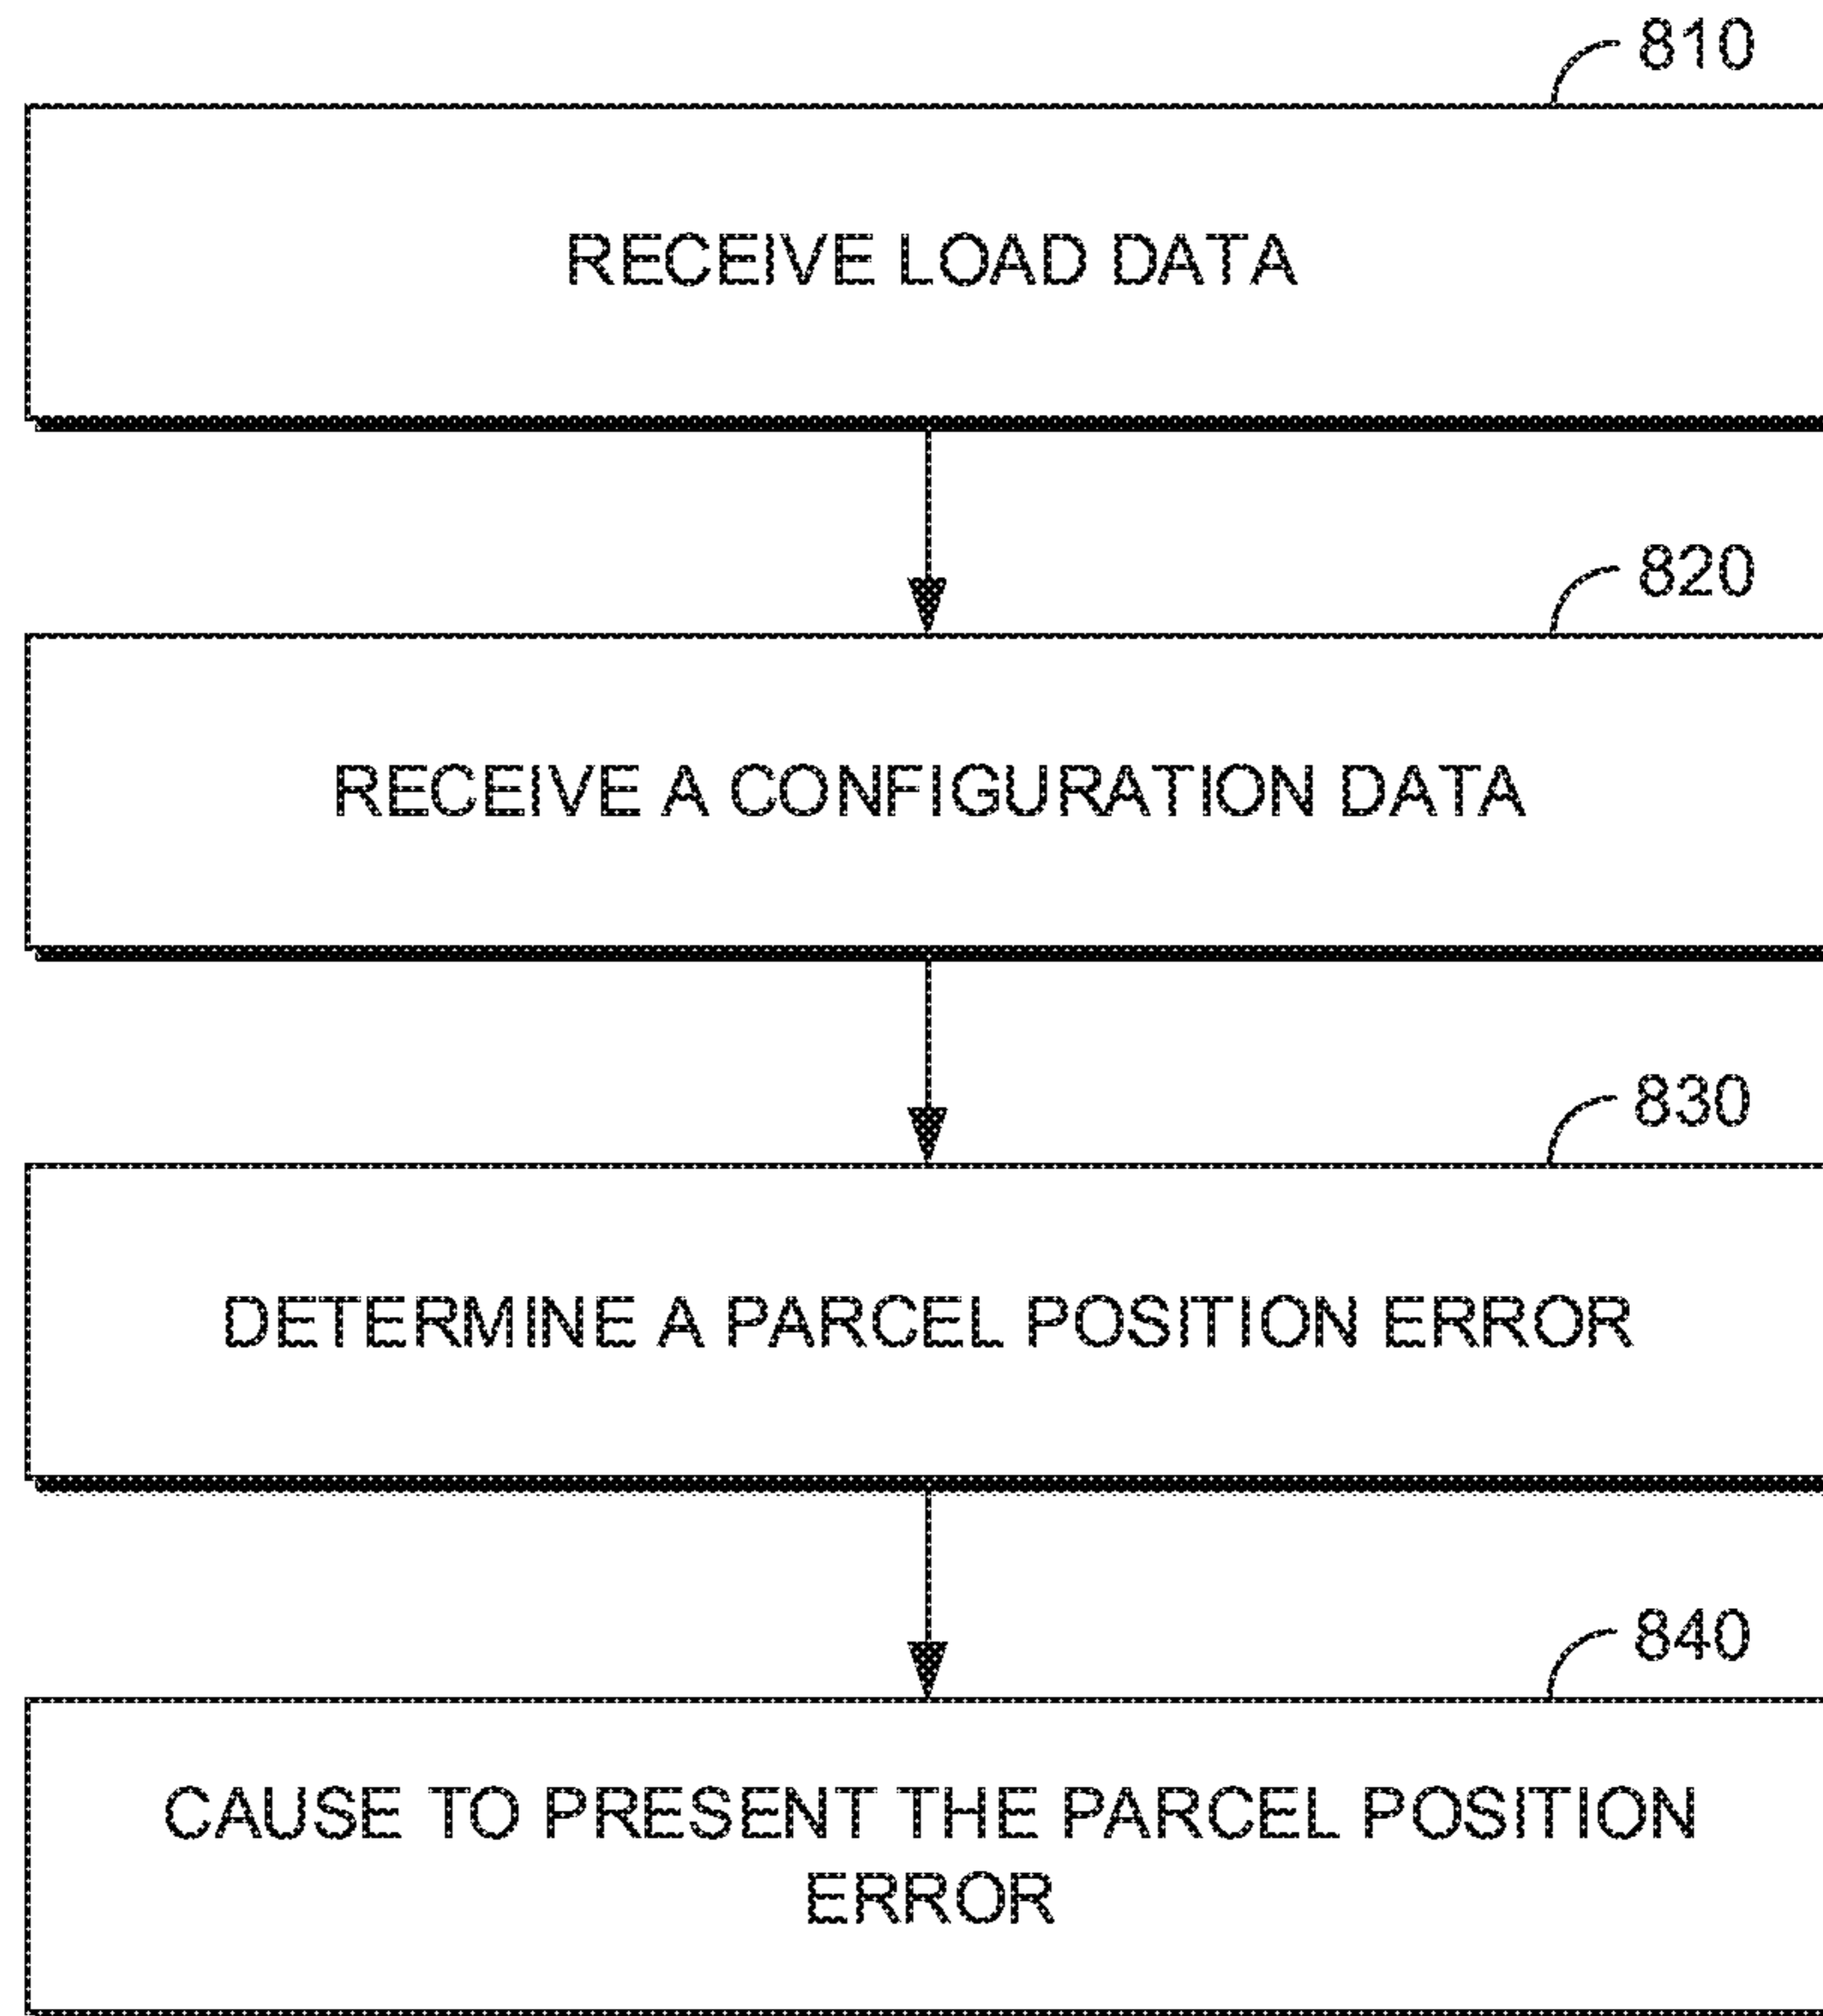 810
RECEIVE LOAD DATA
820
RECEIVE A CONFIGURATION DATA
830
DETERMINE A PARCEL POSITION ERROR
840
CAUSE TO PRESENT THE PARCEL POSITION
ERROR